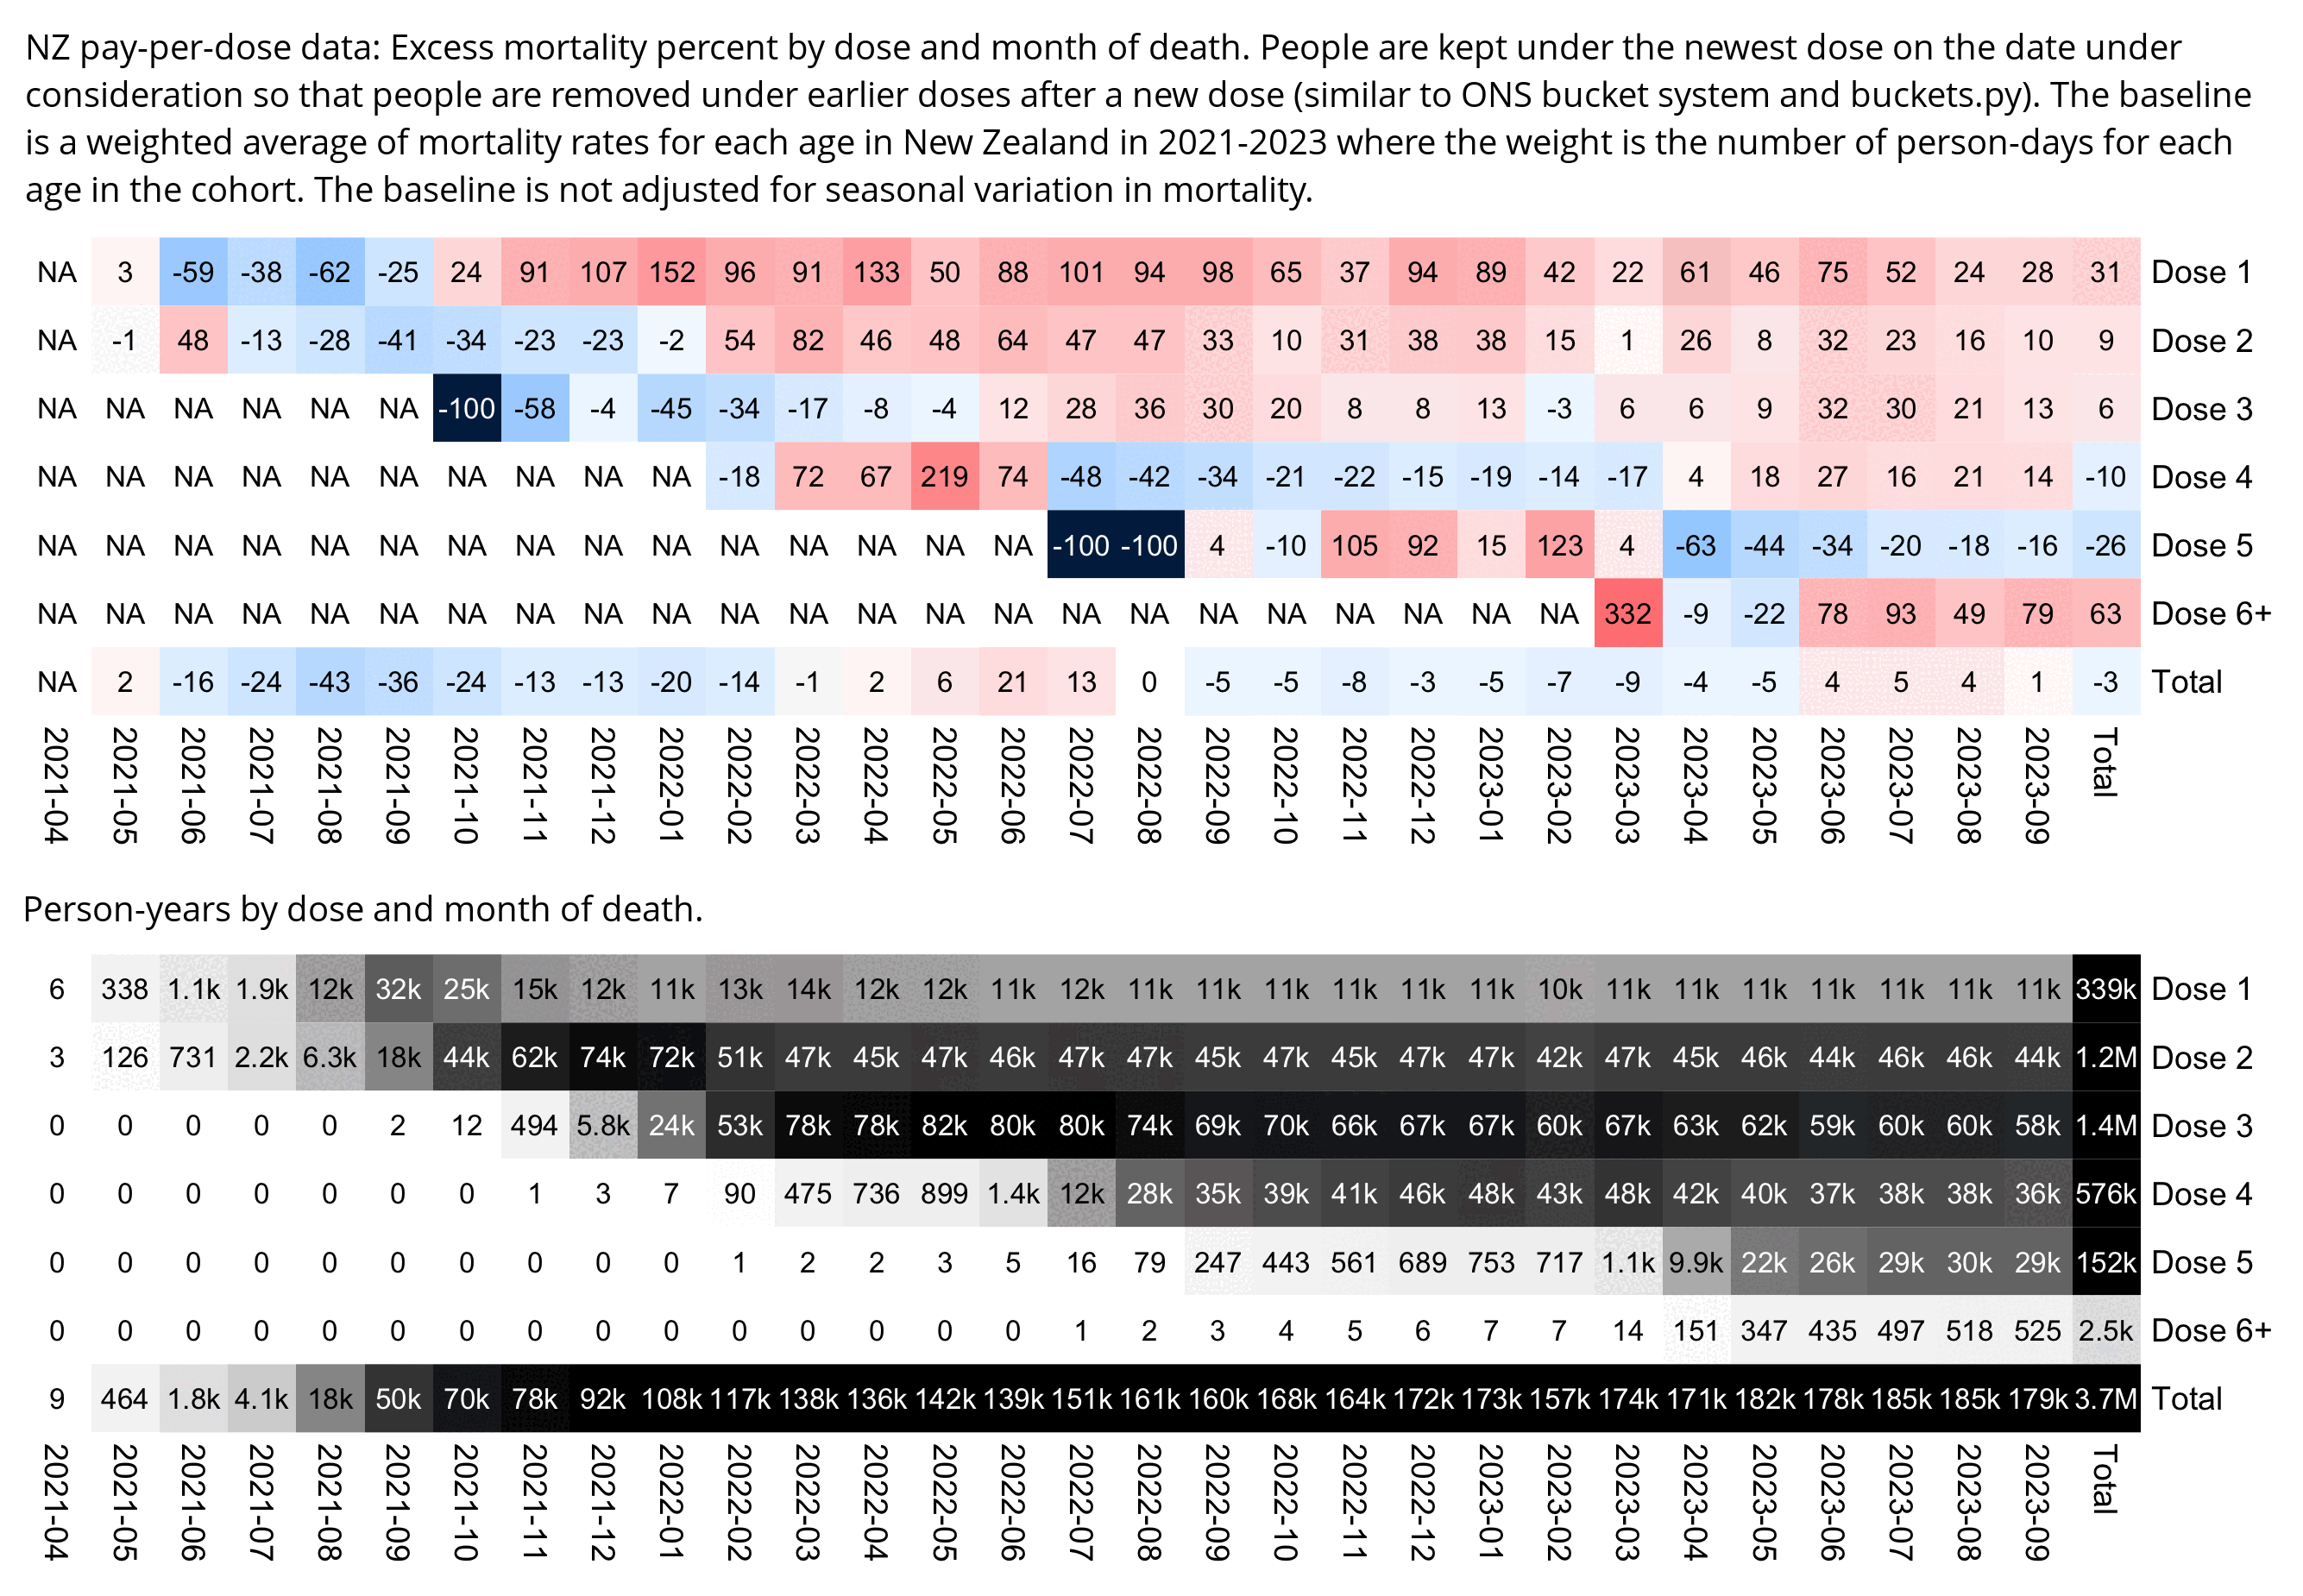 NZ pay-per-dose data: Excess mortality percent by dose and month of death. People are kept under the newest dose on the date under
consideration so that people are removed under earlier doses after a new dose (similar to ONS bucket system and buckets.py). The baseline
is a weighted average of mortality rates for each age in New Zealand in 2021-2023 where the weight is the number of person-days for each
age in the cohort. The baseline is not adjusted for seasonal variation in mortality.
NA 3 -59 -38 -62 -25 24 91 107 152 96 91 133 50 88 101 94 98 65 37 94 89 42 22 61 46 75 52 24 28 31 Dose 1
NA -1 48 -13 -28 -41 -34 -23 -23 -2 54 82 46 48 64 47 47 33 10 31 38 38 15 1 26 8 32 23 16 10 9 Dose 2
NA NA NA NA NA NA -100 -58 -4 -45 -34 -17 -8 -4 12 28 36 30 20 8 8 13 -3 6 6 9 32 30 21 13 6 Dose 3
NA NA NA NA NA NA NA NA NA NA -18 72 67 219 74 -48 -42 -34 -21 -22 -15 -19 -14 -17 4 18 27 16 21 14 -10 Dose 4
NA NA NA NA NA NA NA NA NA NA NA NA NA NA NA -100 -100 4 -10 105 92 15 123 4 -63 -44 -34 -20 -18 -16 -26 Dose 5
NA NA NA NA NA NA NA NA NA NA NA NA NA NA NA NA NA NA NA NA NA NA NA 332 -9 -22 78 93 49 79 63 Dose 6+
NA 2 -16 -24 -43 -36 -24 -13 -13 -20 -14 -1 2 6 21 13 0 -5 -5 -8 -3 -5 -7 -9 -4 -5 4 5 4 1 -3 Total
2021-04 2021-05 2021-06 2021-07 2021-08 2021-09 2021-10 2021-11 2021-12 2022-01 2022-02 2022-03 2022-04 2022-05 2022-06 2022-07 2022-08 2022-09 2022-10 2022-11 2022-12 2023-01 2023-02 2023-03 2023-04 2023-05 2023-06 2023-07 2023-08 2023-09 Total
Person-years by dose and month of death.
6 338 1.1k 1.9k 12k 32k 25k 15k 12k 11k 13k 14k 12k 12k 11k 12k 11k 11k 11k 11k 11k 11k 10k 11k 11k 11k 11k 11k 11k 11k 339k Dose 1
3 126 731 2.2k 6.3k 18k 44k 62k 74k 72k 51k 47k 45k 47k 46k 47k 47k 45k 47k 45k 47k 47k 42k 47k 45k 46k 44k 46k 46k 44k 1.2M Dose 2
0 0 0 0 0 2 12 494 5.8k 24k 53k 78k 78k 82k 80k 80k 74k 69k 70k 66k 67k 67k 60k 67k 63k 62k 59k 60k 60k 58k 1.4M Dose 3
0 0 0 0 0 0 0 1 3 7 90 475 736 899 1.4k 12k 28k 35k 39k 41k 46k 48k 43k 48k 42k 40k 37k 38k 38k 36k 576k Dose 4
0 0 0 0 0 0 0 0 0 0 1 2 2 3 5 16 79 247 443 561 689 753 717 1.1k 9.9k 22k 26k 29k 30k 29k 152k Dose 5
0 0 0 0 0 0 0 0 0 0 0 0 0 0 0 1 2 3 4 5 6 7 7 14 151 347 435 497 518 525 2.5k Dose 6+
9 464 1.8k 4.1k 18k 50k 70k 78k 92k 108k 117k 138k 136k 142k 139k 151k 161k 160k 168k 164k 172k 173k 157k 174k 171k 182k 178k 185k 185k 179k 3.7M Total
2021-04 2021-05 2021-06 2021-07 2021-08 2021-09 2021-10 2021-11 2021-12 2022-01 2022-02 2022-03 2022-04 2022-05 2022-06 2022-07 2022-08 2022-09 2022-10 2022-11 2022-12 2023-01 2023-02 2023-03 2023-04 2023-05 2023-06 2023-07 2023-08 2023-09 Total